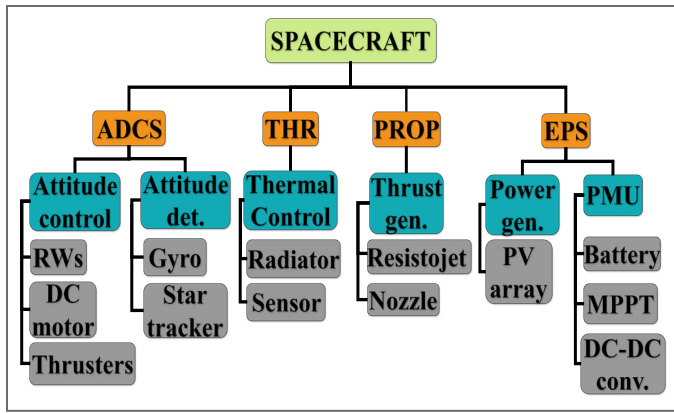 SPACECRAFT
ADCS
THR
PROP
EPS
Attitude
control
Attitude
det.
Thermal
Control
Thrust
gen.
Power
gen.
PMU
RWs
DC
motor
Thrusters
Gyro
Star
tracker
Radiator
Sensor
Resistojet
Nozzle
PV
array
Battery
MPPT
DC-DC
conv.